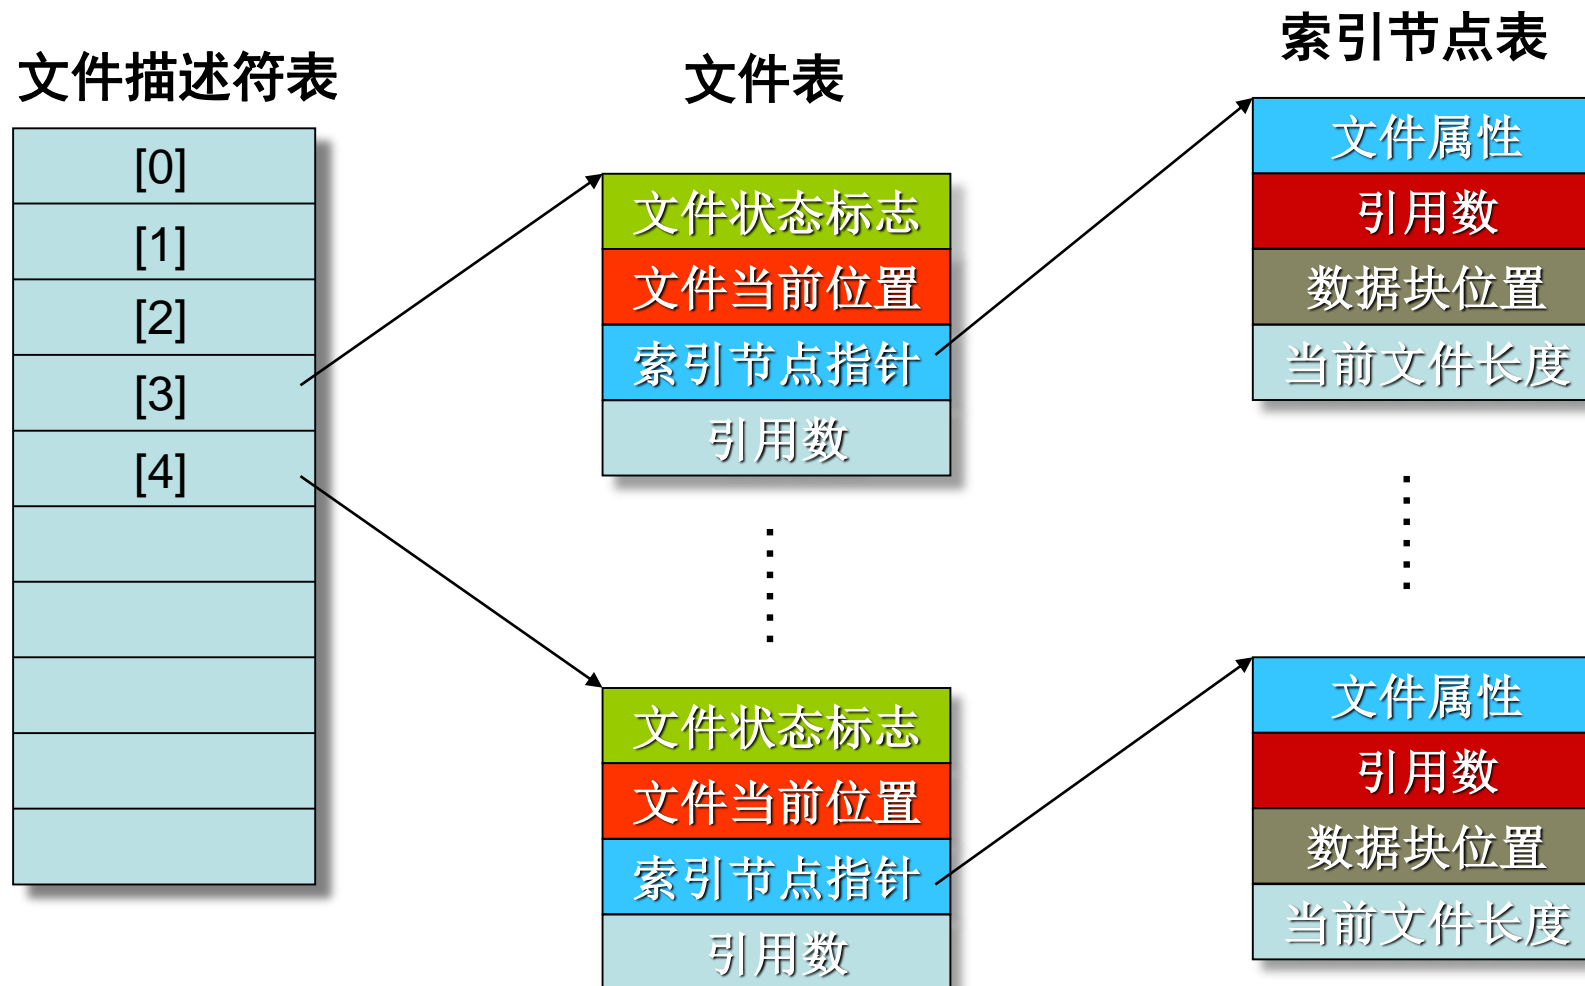 文件描述符表
[0]
[1]
[2]
[3]
[4]
文件表
文件状态标志
文件当前位置
索引节点指针
引用数
文件状态标志
文件当前位置
索引节点指针
引用数
索引节点表
文件属性
引用数
数据块位置
当前文件长度
文件属性
引用数
数据块位置
当前文件长度